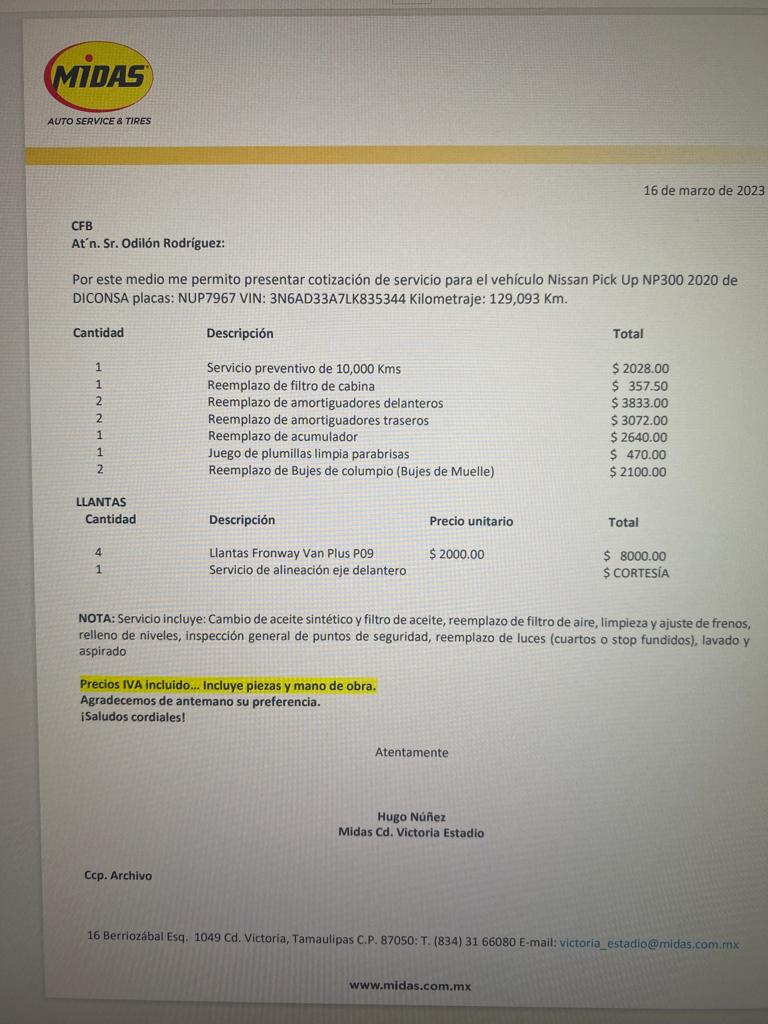 MIDAS
AUTO SERVICE & TIRES
16 de marzo de 2023
CFB
At´n. Sr. Odilón Rodríguez:
Por este medio me permito presentar cotización de servicio para el vehículo Nissan Pick Up NP300 2020 de
DICONSA placas: NUP7967 VIN: 3N6AD33A7LK835344 Kilometraje: 129,093 Km.
Cantidad Descripción Total
1 Servicio preventivo de 10,000 Kms $ 2028.00
1 Reemplazo de filtro de cabina $ 357.50
2 Reemplazo de amortiguadores delanteros $ 3833.00
2 Reemplazo de amortiguadores traseros $ 3072.00
1 Reemplazo de acumulador $ 2640.00
1 Juego de plumillas limpia parabrisas $ 470.00
2 Reemplazo de Bujes de columpio (Bujes de Muelle) $ 2100.00
LLANTAS
Cantidad Descripción Precio unitario Total
4 Llantas Fronway Van Plus P09 $ 2000.00 $ 8000.00
1 Servicio de alineación eje delantero $ CORTESÍA
NOTA: Servicio incluye: Cambio de aceite sintético y filtro de aceite, reemplazo de filtro de aire, limpieza y ajuste de frenos,
relleno de niveles, inspección general de puntos de seguridad, reemplazo de luces (cuartos o stop fundidos), lavado y
aspirado
Precios IVA incluido... Incluye piezas y mano de obra.
Agradecemos de antemano su preferencia.
¡Saludos cordiales!
Atentamente
Hugo Núñez
Midas Cd. Victoria Estadio
Ccp. Archivo
16 Berriozábal Esq. 1049 Cd. Victoria, Tamaulipas C.P. 87050: T. (834) 31 66080 E-mail: victoria_estadio@midas.com.mx
www.midas.com.mx